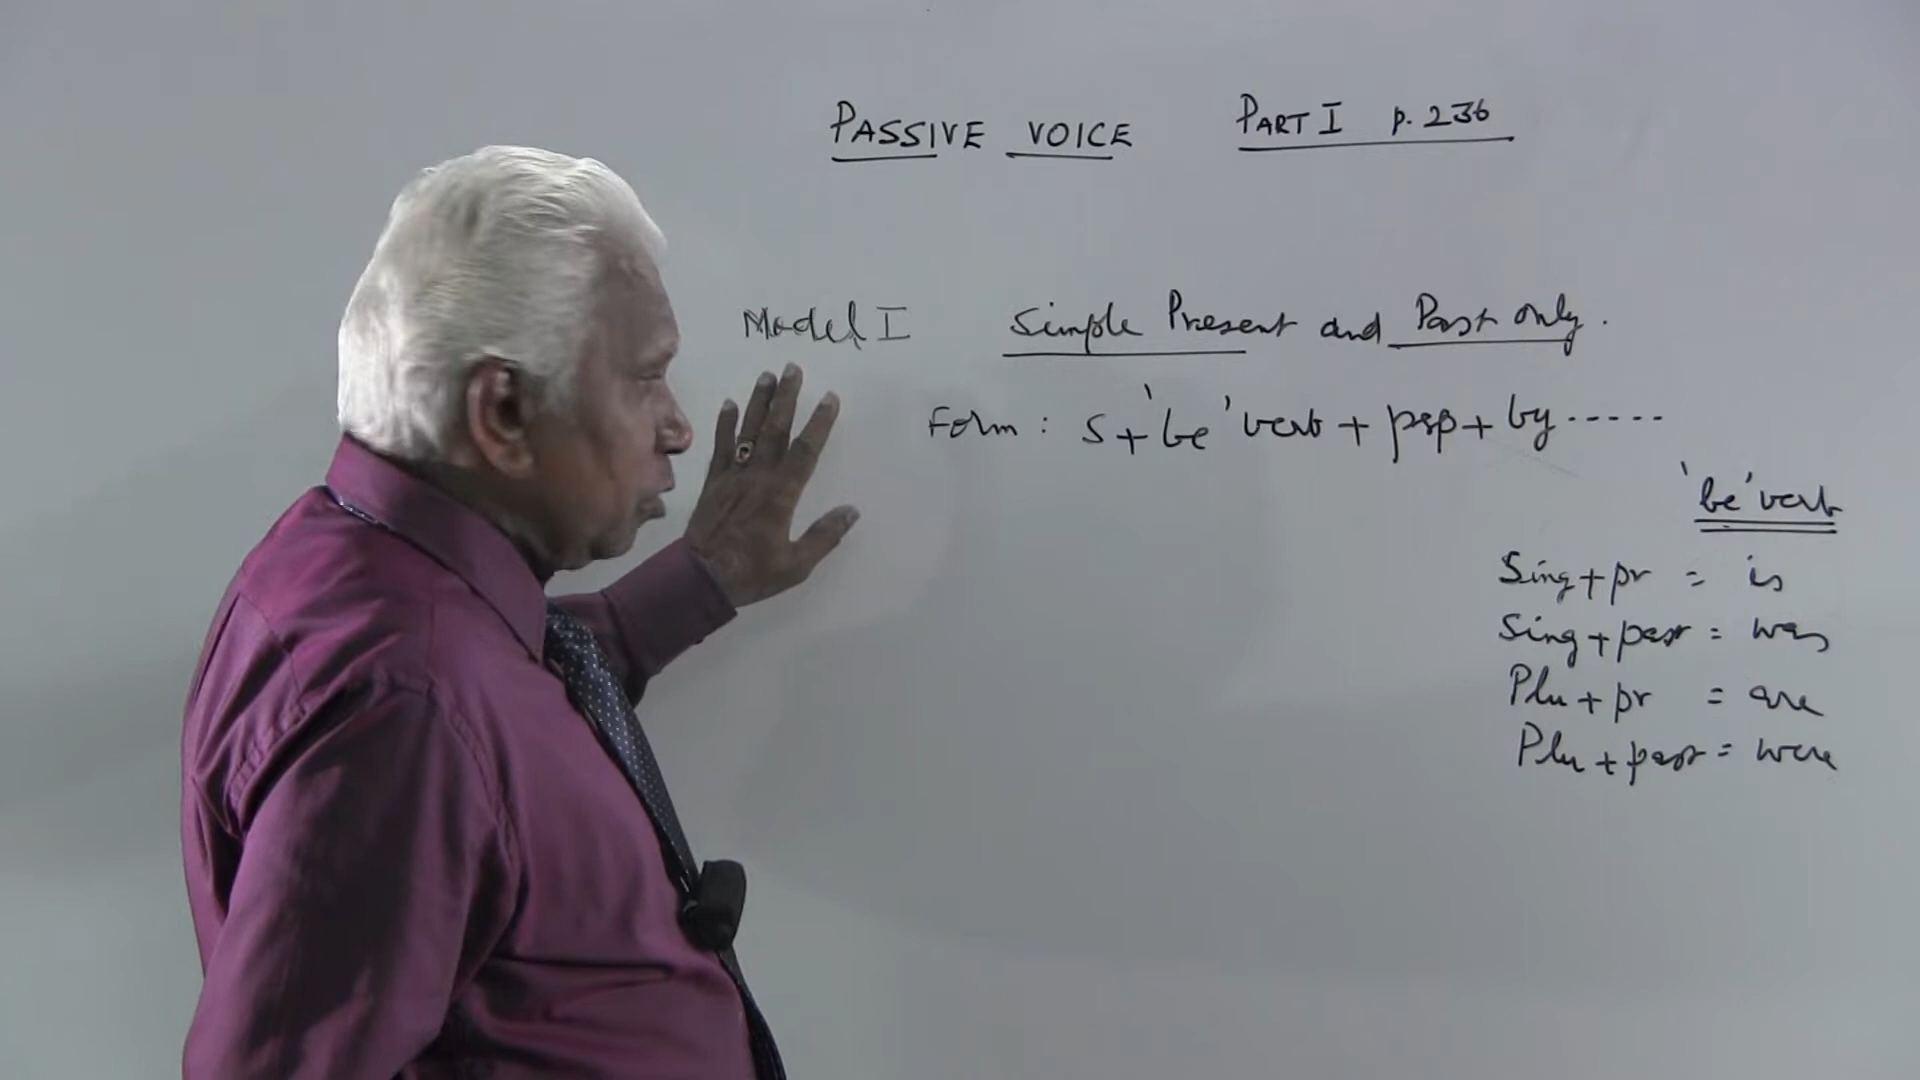 PASSIVE VOICE PART I p. 236
Model I Simple Present and Past only.
Form : S + 'be' verb + psp + by .....
'be' verb
Sing + pr = is
Sing + past = was
Plu + pr = are
Plu + past = were